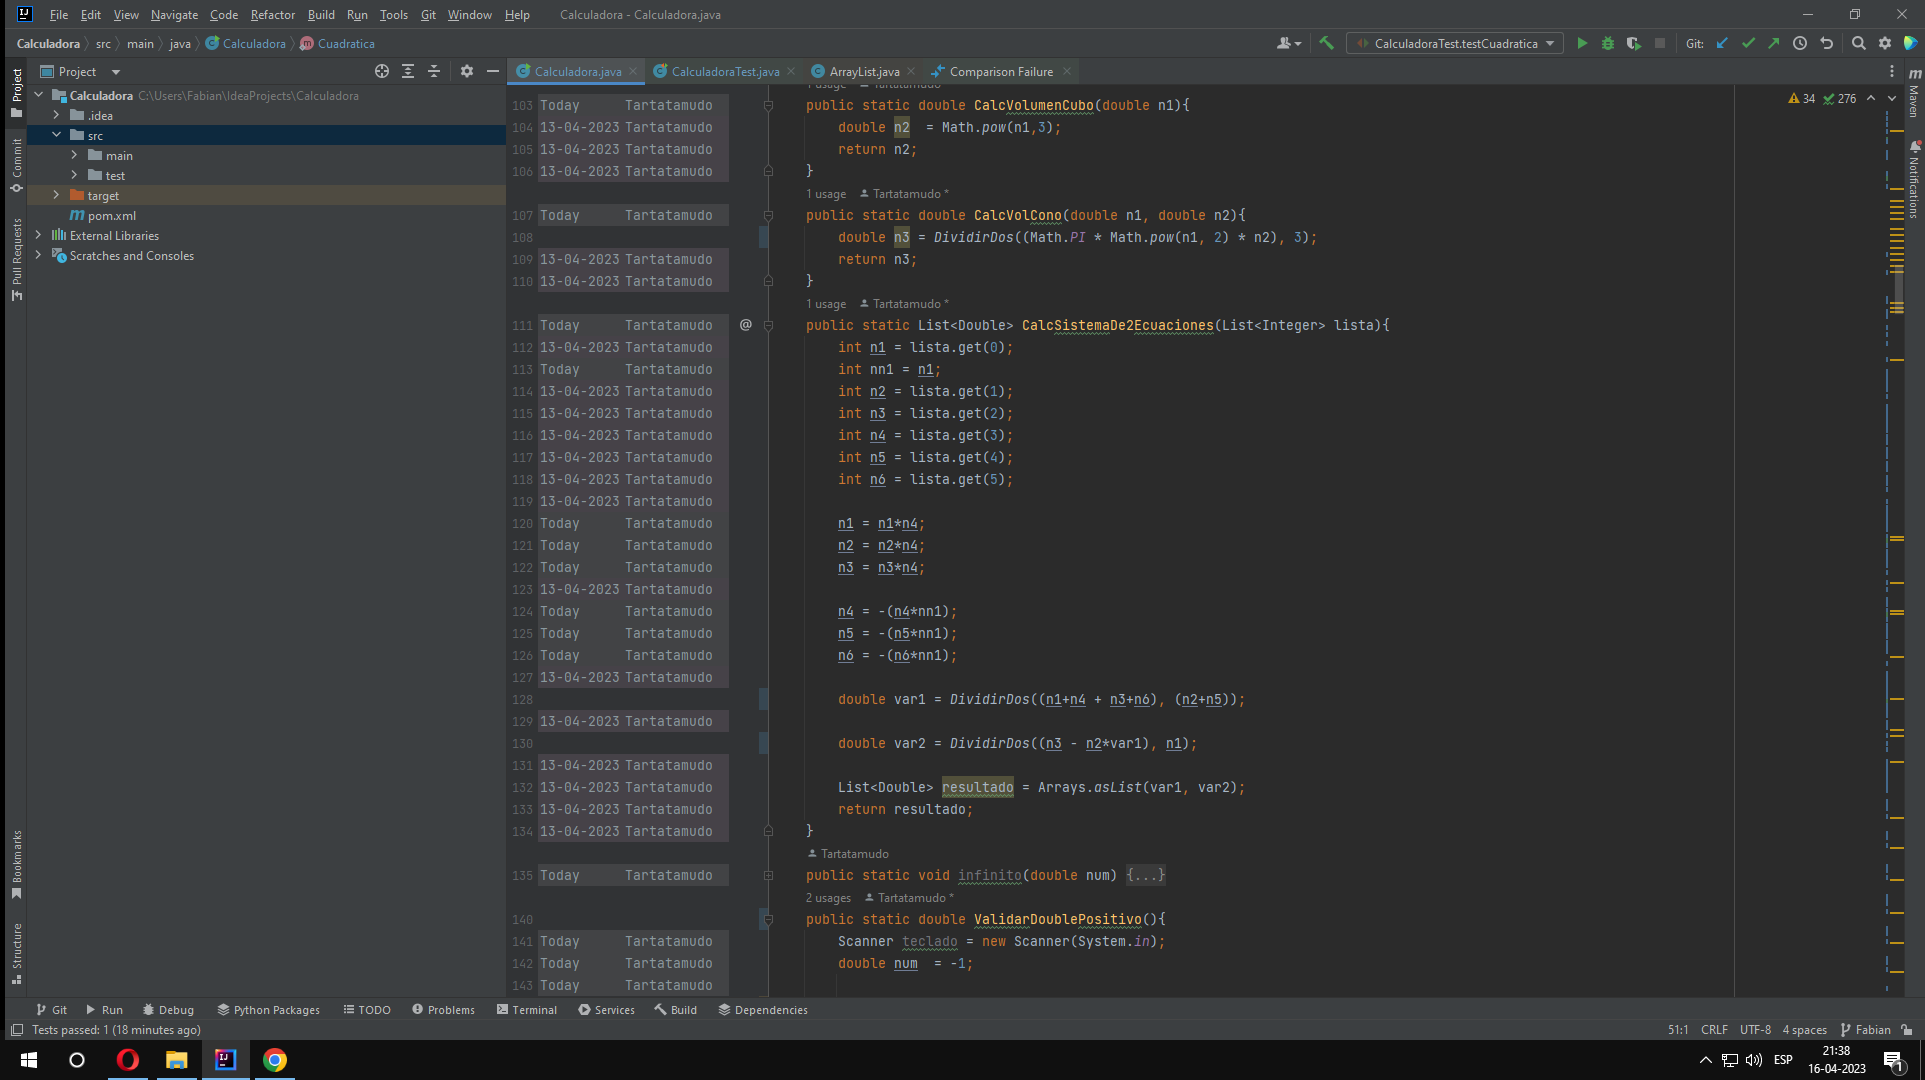 File Edit View Navigate Code Refactor Build Run Tools Git Window Help Calculadora - Calculadora.java
Calculadora src main java Calculadora Cuadratica CalculadoraTest.testCuadratica Git:
Project Calculadora.java CalculadoraTest.java ArrayList.java Comparison Failure
Calculadora C:\Users\Fabian\IdeaProjects\Calculadora
.idea
src
main
test
target
pom.xml
External Libraries
Scratches and Consoles
Project
Commit
Pull Requests
Bookmarks
Structure
34 276
103 Today Tartatamudo public static double CalcVolumenCubo(double n1){
104 13-04-2023 Tartatamudo double n2  = Math.pow(n1,3);
105 13-04-2023 Tartatamudo return n2;
106 13-04-2023 Tartatamudo }
1 usage Tartatamudo *
107 Today Tartatamudo public static double CalcVolCono(double n1, double n2){
108 double n3 = DividirDos((Math.PI * Math.pow(n1, 2) * n2), 3);
109 13-04-2023 Tartatamudo return n3;
110 13-04-2023 Tartatamudo }
1 usage Tartatamudo *
111 Today Tartatamudo @ public static List<Double> CalcSistemaDe2Ecuaciones(List<Integer> lista){
112 13-04-2023 Tartatamudo int n1 = lista.get(0);
113 Today Tartatamudo int nn1 = n1;
114 13-04-2023 Tartatamudo int n2 = lista.get(1);
115 13-04-2023 Tartatamudo int n3 = lista.get(2);
116 13-04-2023 Tartatamudo int n4 = lista.get(3);
117 13-04-2023 Tartatamudo int n5 = lista.get(4);
118 13-04-2023 Tartatamudo int n6 = lista.get(5);
119 13-04-2023 Tartatamudo
120 Today Tartatamudo n1 = n1*n4;
121 Today Tartatamudo n2 = n2*n4;
122 Today Tartatamudo n3 = n3*n4;
123 13-04-2023 Tartatamudo
124 Today Tartatamudo n4 = -(n4*nn1);
125 Today Tartatamudo n5 = -(n5*nn1);
126 Today Tartatamudo n6 = -(n6*nn1);
127 13-04-2023 Tartatamudo
128 double var1 = DividirDos((n1+n4 + n3+n6), (n2+n5));
129 13-04-2023 Tartatamudo
130 double var2 = DividirDos((n3 - n2*var1), n1);
131 13-04-2023 Tartatamudo
132 13-04-2023 Tartatamudo List<Double> resultado = Arrays.asList(var1, var2);
133 13-04-2023 Tartatamudo return resultado;
134 13-04-2023 Tartatamudo }
Tartatamudo
135 Today Tartatamudo public static void infinito(double num) {...}
2 usages Tartatamudo *
140 public static double ValidarDoublePositivo(){
141 Today Tartatamudo Scanner teclado = new Scanner(System.in);
142 Today Tartatamudo double num  = -1;
143 Today Tartatamudo
Maven
Notifications
Git Run Debug Python Packages TODO Problems Terminal Services Build Dependencies
Tests passed: 1 (18 minutes ago) 51:1 CRLF UTF-8 4 spaces Fabian
ESP 21:38
16-04-2023 1